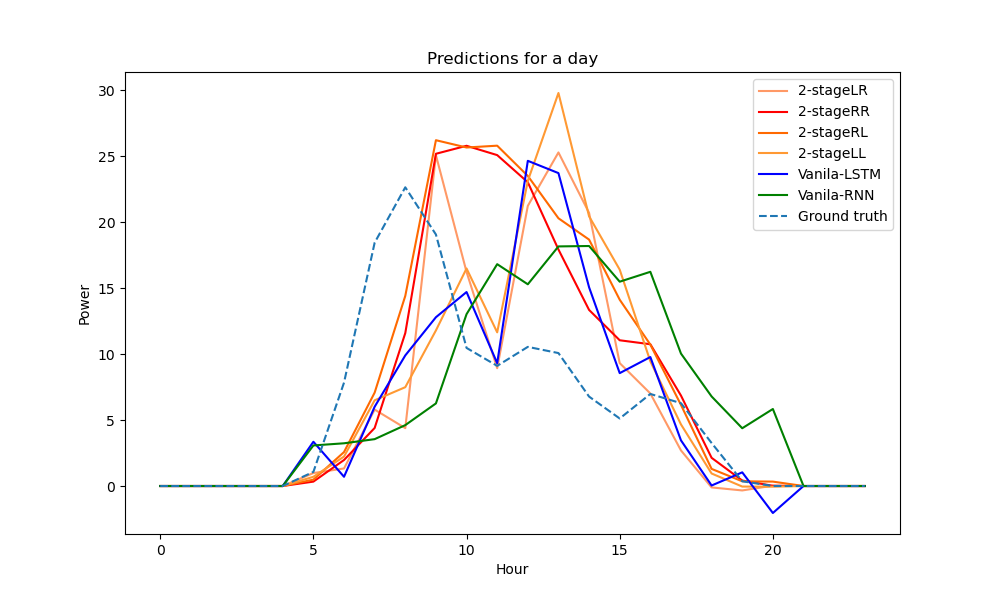 Predictions for a day
30
25
20
15
10
5
0
Power
2-stageLR
2-stageRR
2-stageRL
2-stageLL
Vanila-LSTM
Vanila-RNN
Ground truth
0 5 10 15 20
Hour